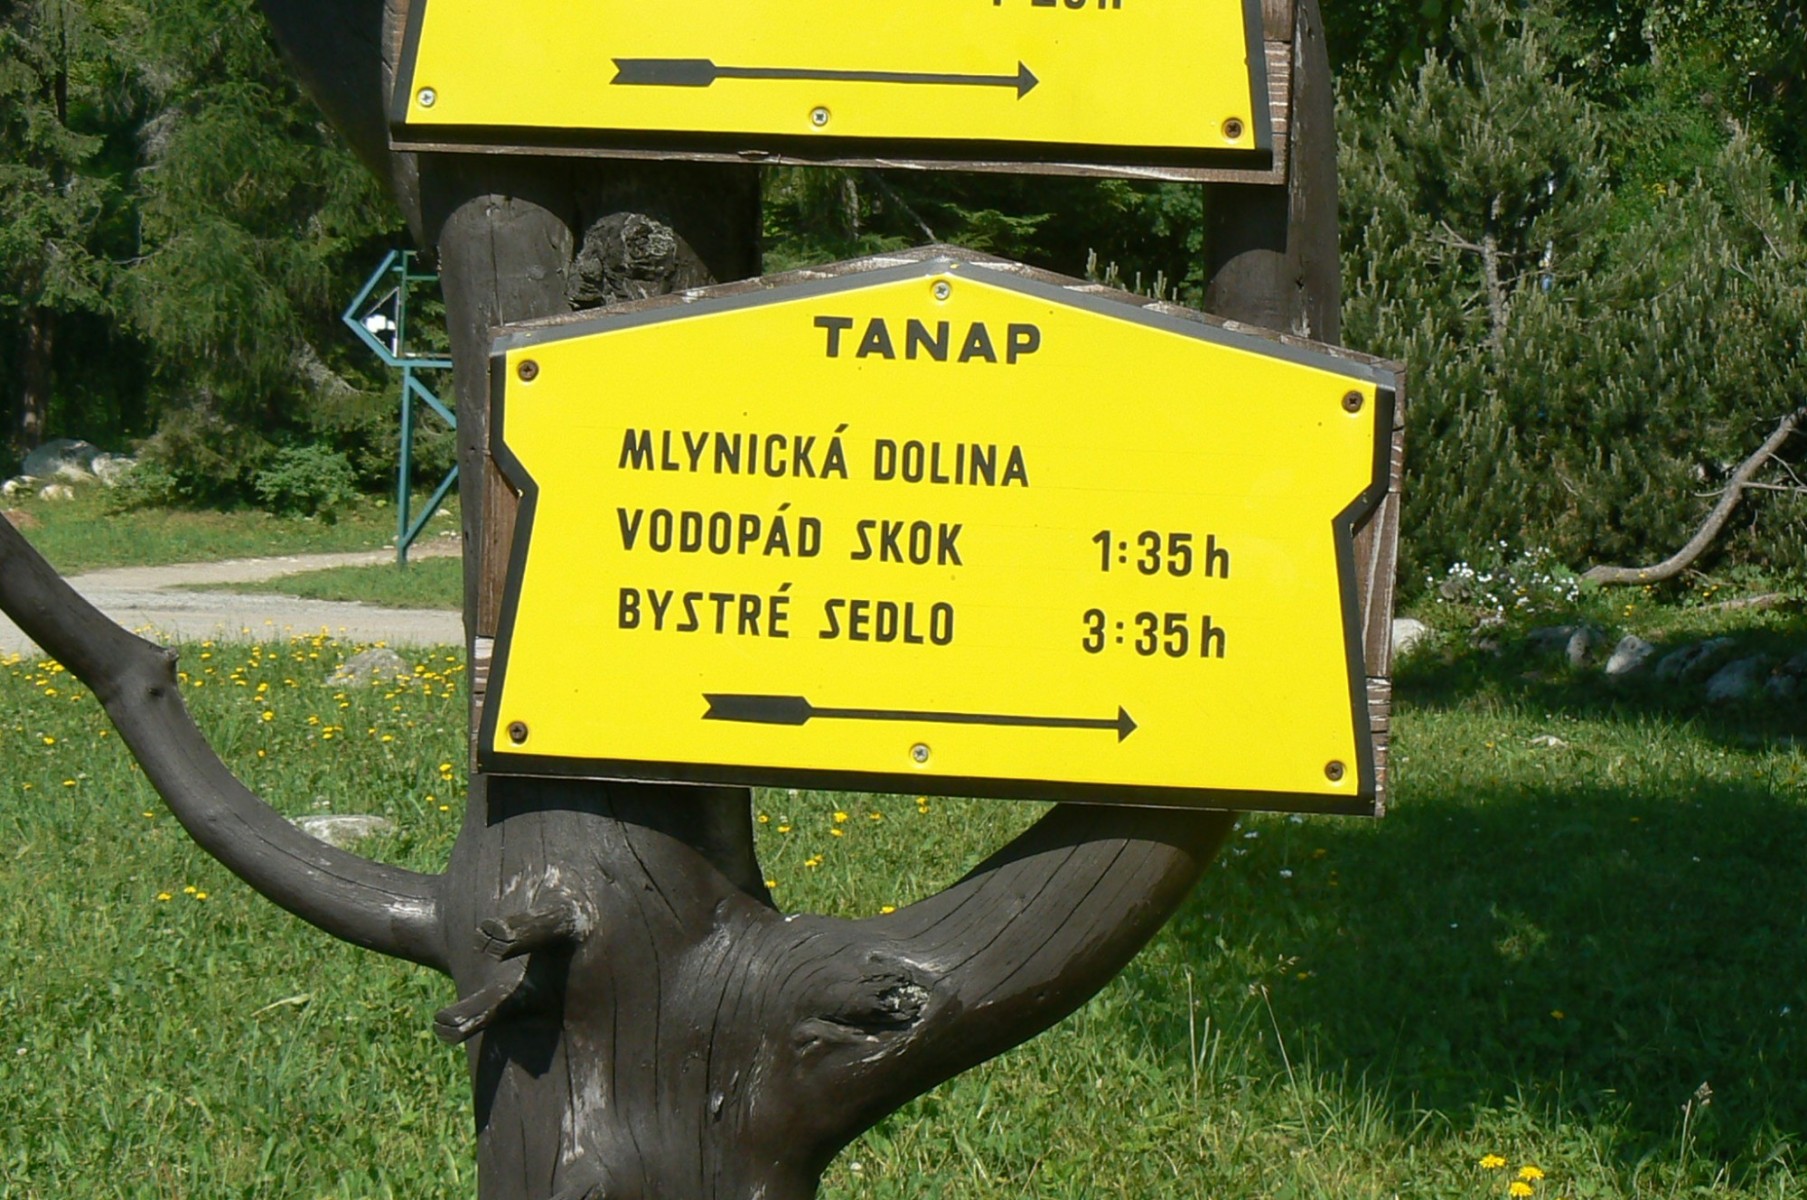 TANAP
MLYNICKÁ DOLINA
VODOPÁD SKOK 1:35 h
BYSTRÉ SEDLO 3:35 h